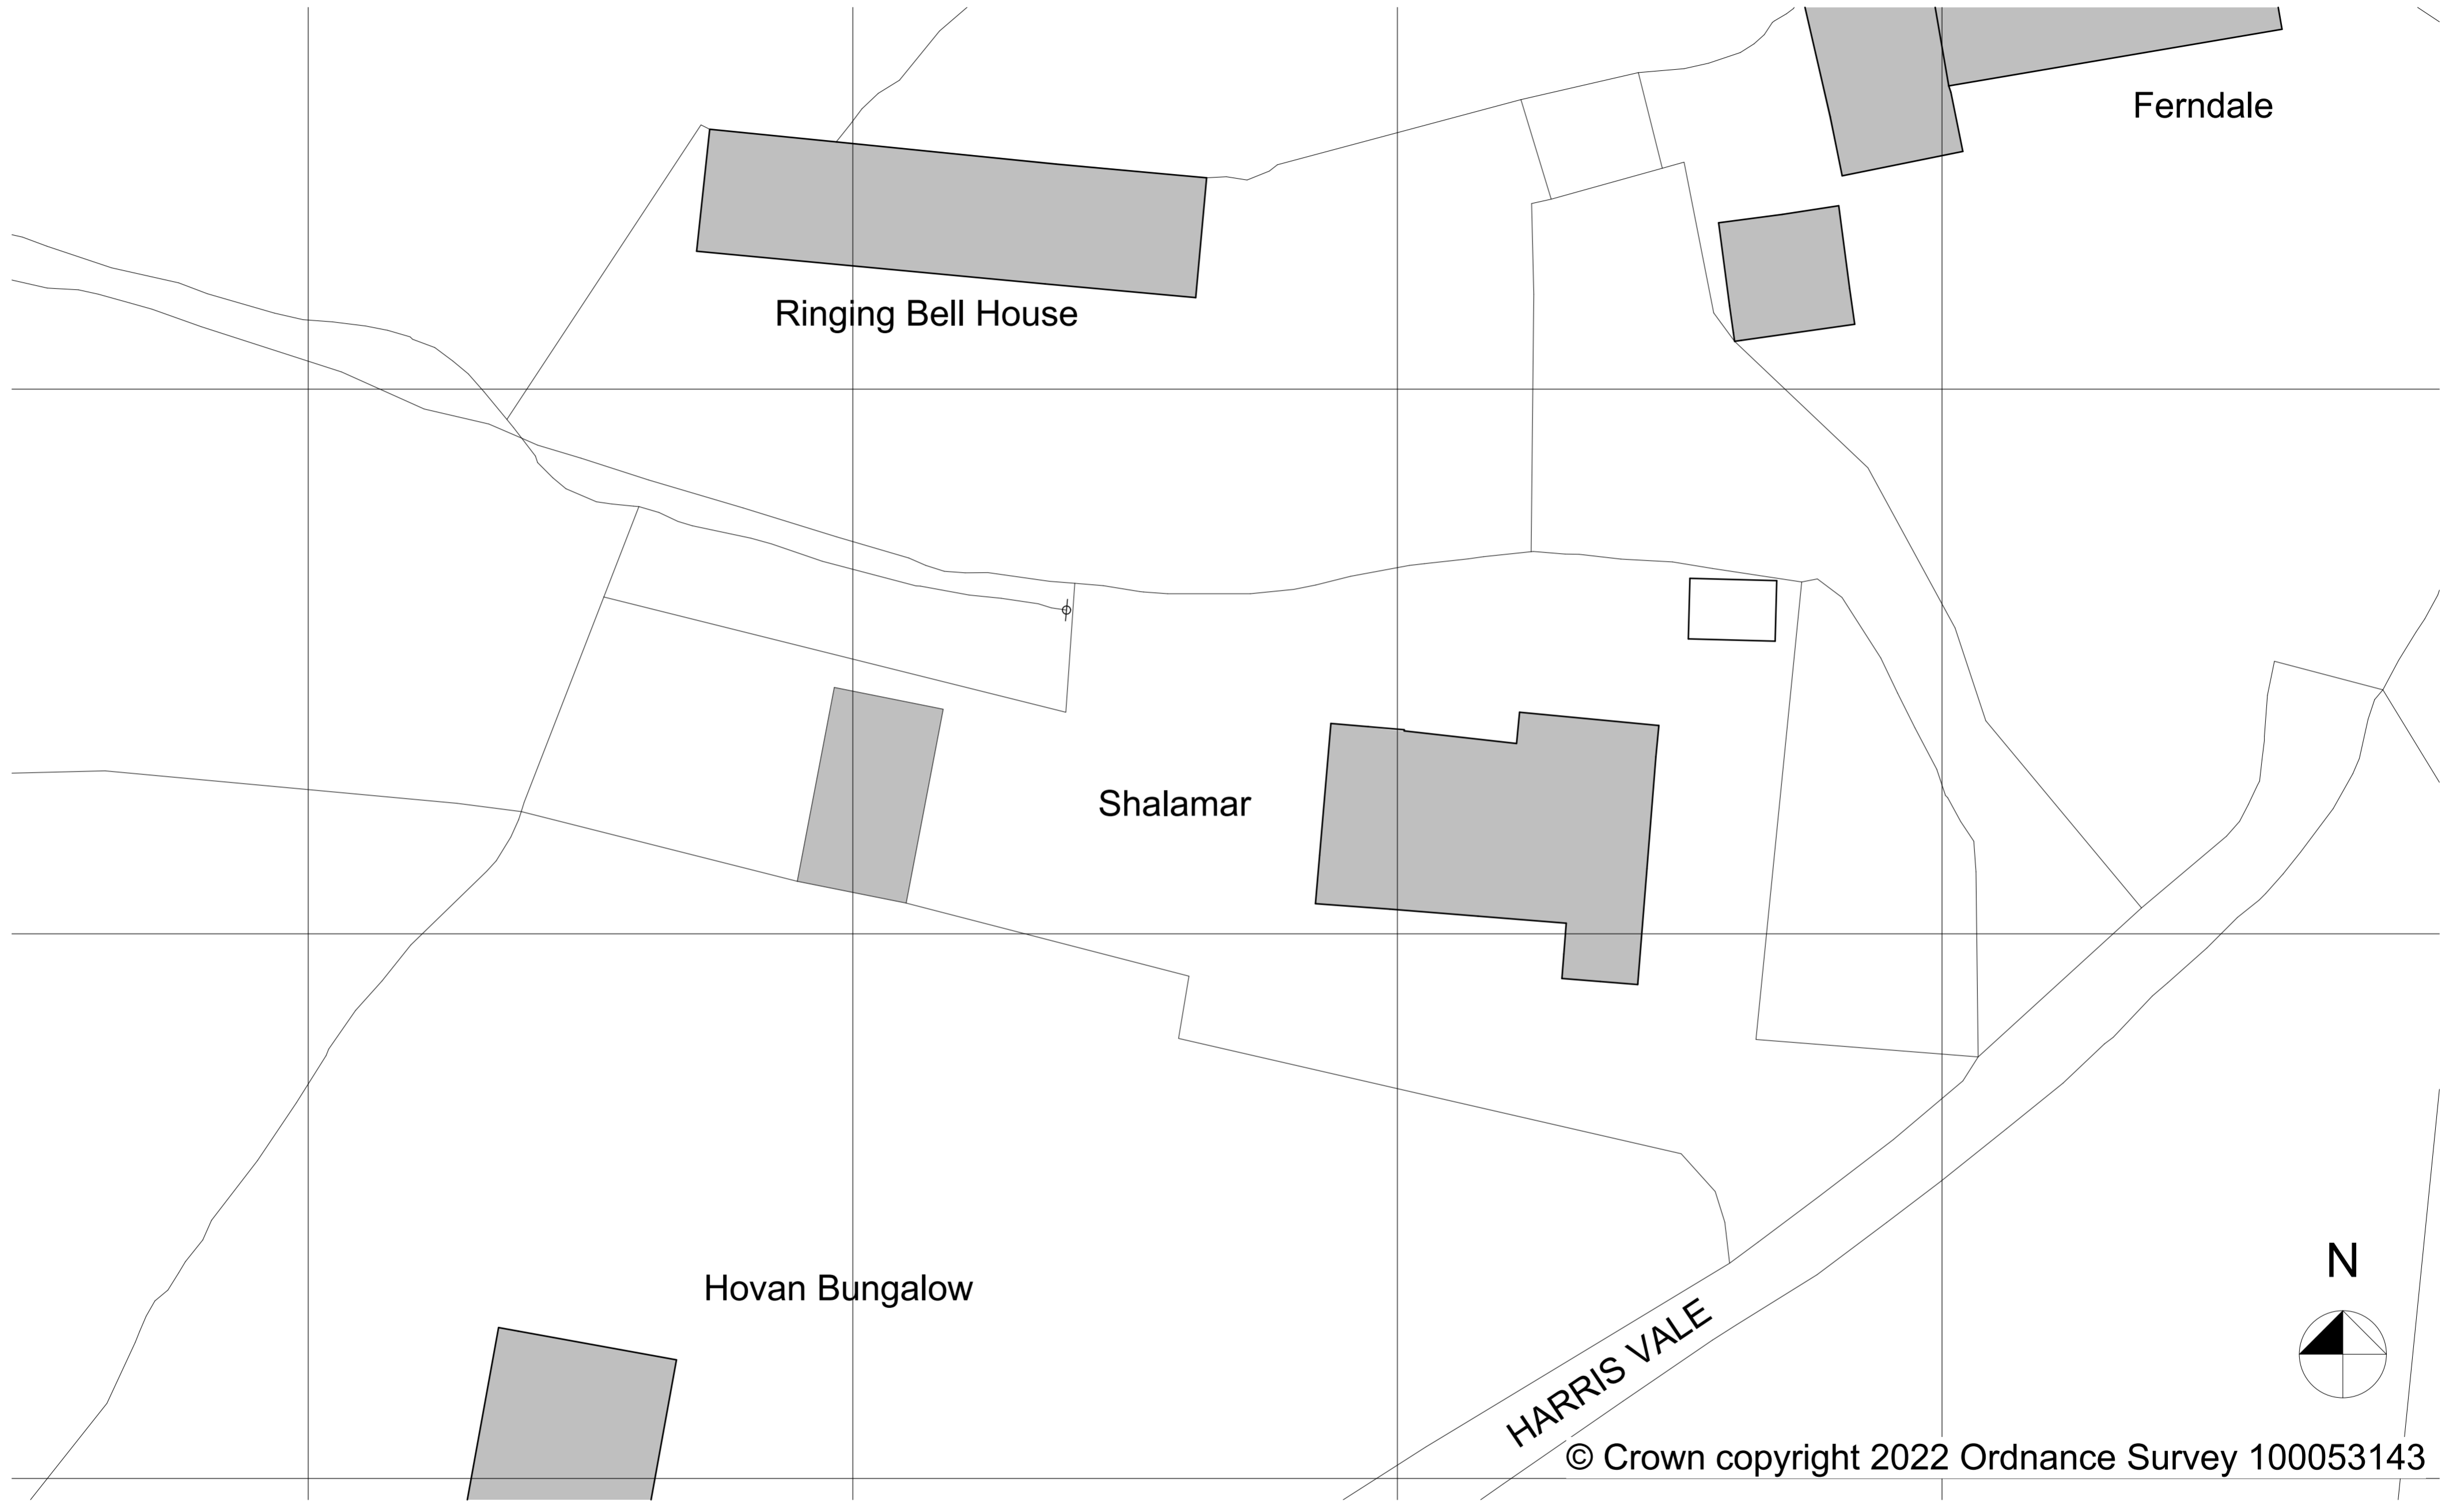 Ferndale
Ringing Bell House
Shalamar
Hovan Bungalow
N
HARRIS VALE
© Crown copyright 2022 Ordnance Survey 100053143